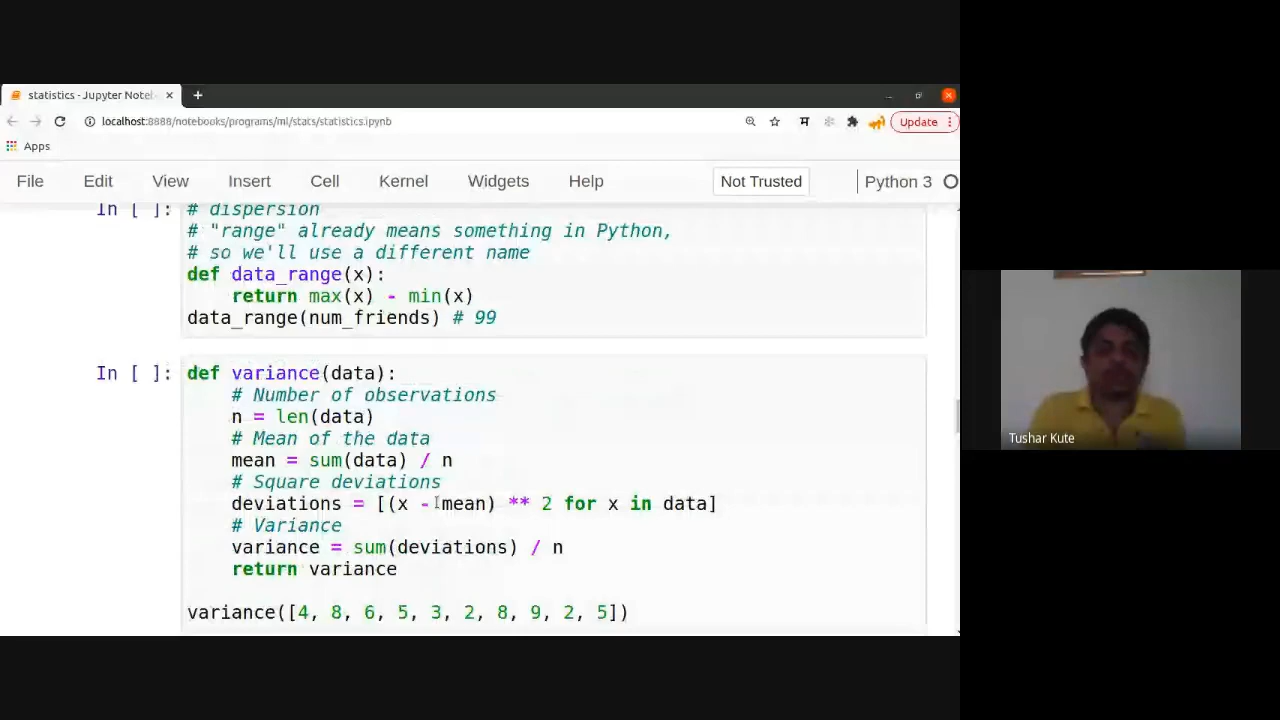 statistics - Jupyter Notel
localhost:8888/notebooks/programs/ml/stats/statistics.ipynb
Update
Apps
File Edit View Insert Cell Kernel Widgets Help Not Trusted Python 3
In [ ]: # dispersion
# "range" already means something in Python,
# so we'll use a different name
def data_range(x):
return max(x) - min(x)
data_range(num_friends) # 99
In [ ]: def variance(data):
# Number of observations
n = len(data)
# Mean of the data
mean = sum(data) / n
# Square deviations
deviations = [(x - mean) ** 2 for x in data]
# Variance
variance = sum(deviations) / n
return variance
variance([4, 8, 6, 5, 3, 2, 8, 9, 2, 5])
Tushar Kute